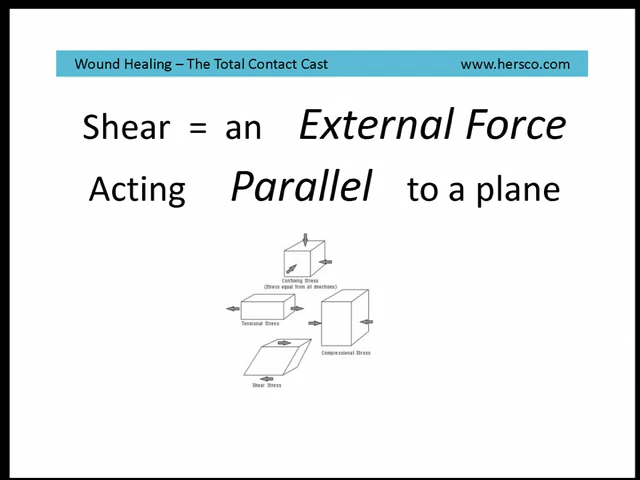 Wound Healing – The Total Contact Cast www.hersco.com
Shear = an External Force
Acting Parallel to a plane
Confining Stress
(Stress equal from all directions)
Tensional Stress
Compressional Stress
Shear Stress